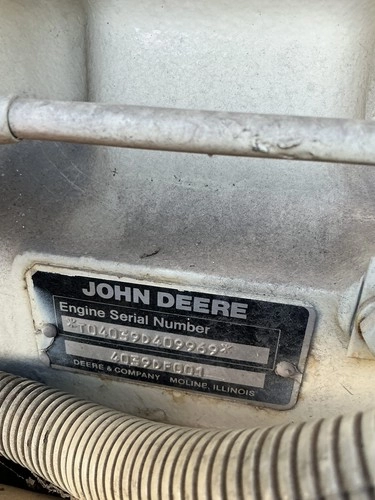 JOHN DEERE
Engine Serial Number
*T04039D409969*
4039DF001
DEERE & COMPANY MOLINE, ILLINOIS